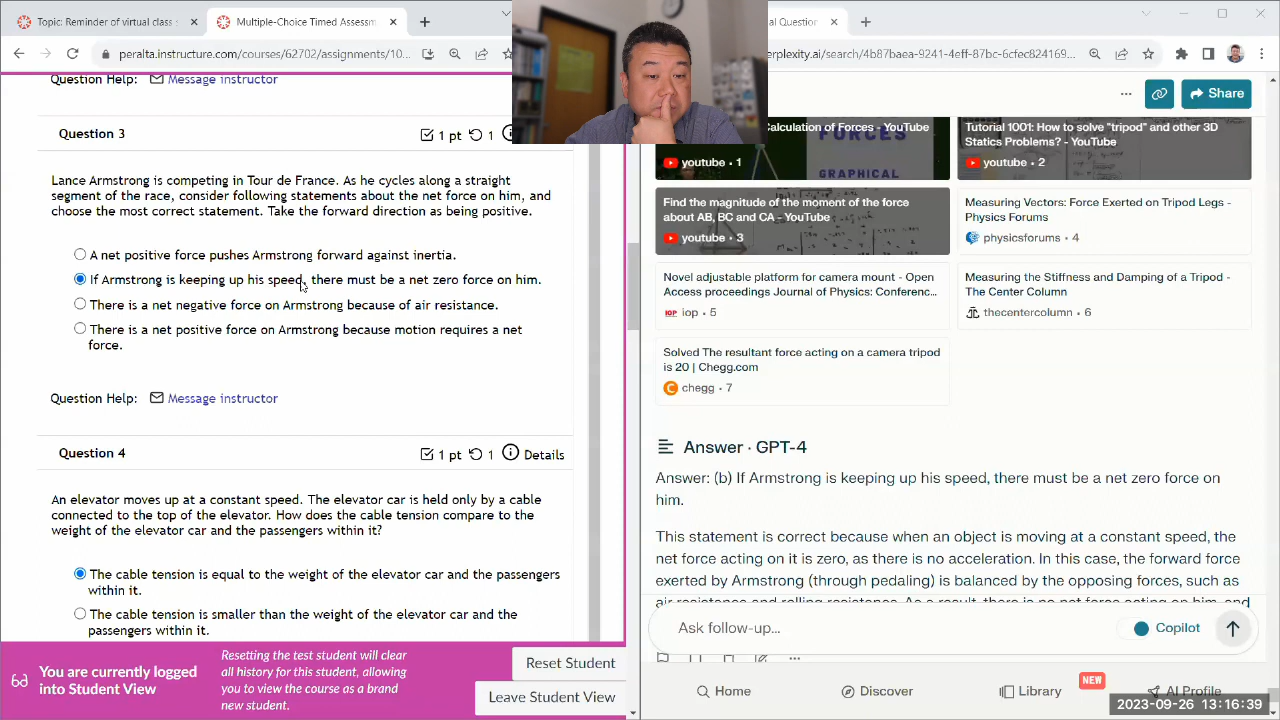 Topic: Reminder of virtual class s
Multiple-Choice Timed Assessm
al Question
peralta.instructure.com/courses/62702/assignments/10...
erplexity.ai/search/4b87baea-9241-4eff-87bc-6cfec824169...
Question Help: Message instructor
Question 3
1 pt 1
Lance Armstrong is competing in Tour de France. As he cycles along a straight
segment of the race, consider following statements about the net force on him, and
choose the most correct statement. Take the forward direction as being positive.
A net positive force pushes Armstrong forward against inertia.
If Armstrong is keeping up his speed, there must be a net zero force on him.
There is a net negative force on Armstrong because of air resistance.
There is a net positive force on Armstrong because motion requires a net
force.
Question Help: Message instructor
Question 4
1 pt 1 Details
An elevator moves up at a constant speed. The elevator car is held only by a cable
connected to the top of the elevator. How does the cable tension compare to the
weight of the elevator car and the passengers within it?
The cable tension is equal to the weight of the elevator car and the passengers
within it.
The cable tension is smaller than the weight of the elevator car and the
passengers within it.
You are currently logged
into Student View
Resetting the test student will clear
all history for this student, allowing
you to view the course as a brand
new student.
Reset Student
Leave Student View
Share
Calculation of Forces - YouTube
FORCES
GRAPHICAL
youtube · 1
Tutorial 1001: How to solve "tripod" and other 3D
Statics Problems? - YouTube
youtube · 2
Find the magnitude of the moment of the force
about AB, BC and CA - YouTube
youtube · 3
Measuring Vectors: Force Exerted on Tripod Legs -
Physics Forums
physicsforums · 4
Novel adjustable platform for camera mount - Open
Access proceedings Journal of Physics: Conferenc...
IOP iop · 5
Measuring the Stiffness and Damping of a Tripod -
The Center Column
thecentercolumn · 6
Solved The resultant force acting on a camera tripod
is 20 | Chegg.com
chegg · 7
Answer · GPT-4
Answer: (b) If Armstrong is keeping up his speed, there must be a net zero force on
him.
This statement is correct because when an object is moving at a constant speed, the
net force acting on it is zero, as there is no acceleration. In this case, the forward force
exerted by Armstrong (through pedaling) is balanced by the opposing forces, such as
air resistance and rolling resistance. As a result, there is no net force acting on him, and
Ask follow-up...
Copilot
Home
Discover
Library
NEW
AI Profile
2023-09-26 13:16:39